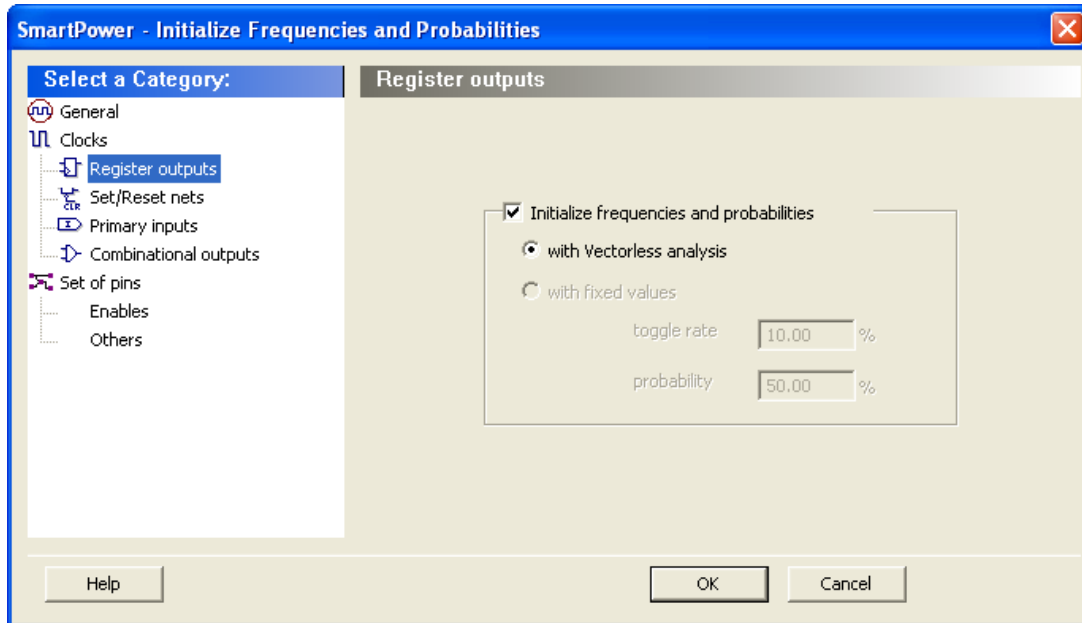 SmartPower - Initialize Frequencies and Probabilities
Select a Category:
General
Clocks
Register outputs
CLR Set/Reset nets
Primary inputs
Combinational outputs
Set of pins
Enables
Others
Register outputs
Initialize frequencies and probabilities
with Vectorless analysis
with fixed values
toggle rate 10.00 %
probability 50.00 %
Help OK Cancel